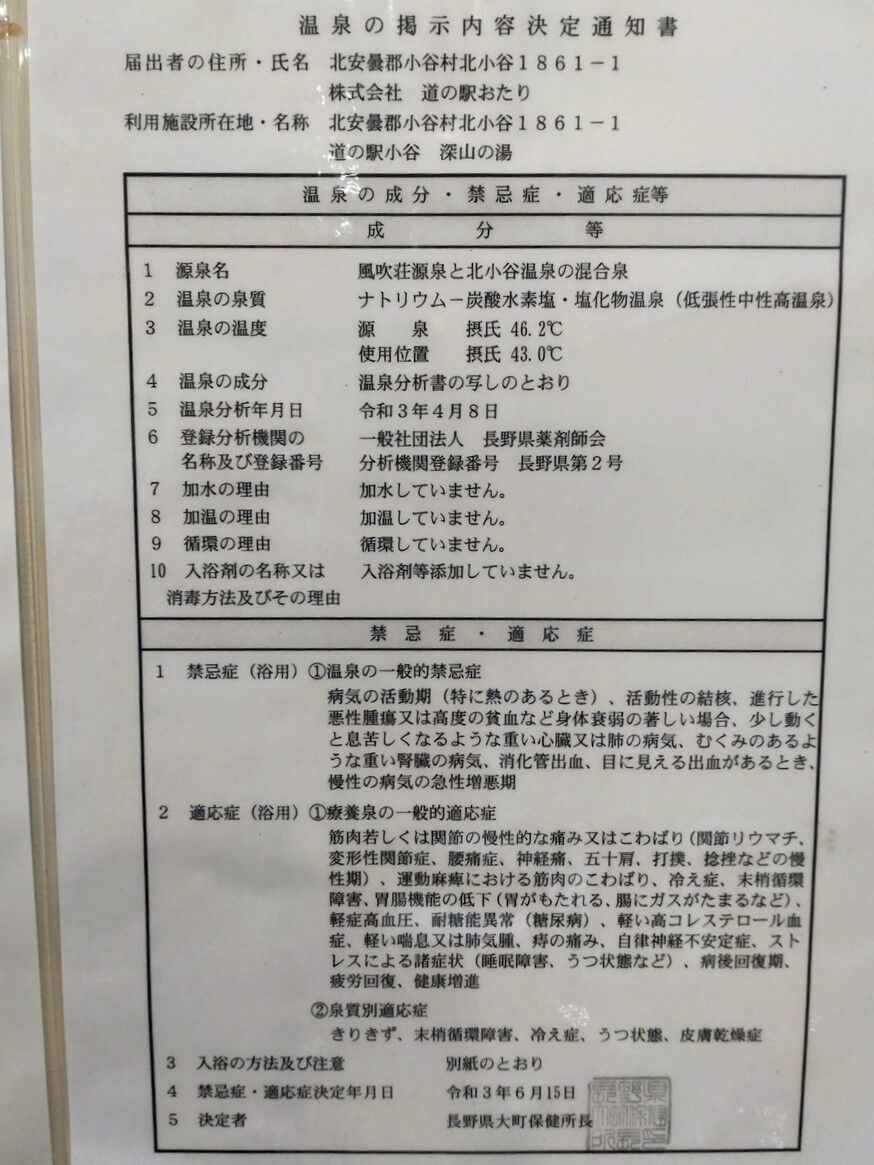 温泉の掲示内容決定通知書
届出者の住所・氏名 北安曇郡小谷村北小谷１８６１－１
株式会社 道の駅おたり
利用施設所在地・名称 北安曇郡小谷村北小谷１８６１－１
道の駅小谷 深山の湯
温泉の成分・禁忌症・適応症等
成分等
1 源泉名 風吹荘源泉と北小谷温泉の混合泉
2 温泉の泉質 ナトリウム－炭酸水素塩・塩化物温泉（低張性中性高温泉）
3 温泉の温度 源泉 摂氏 46.2℃
使用位置 摂氏 43.0℃
4 温泉の成分 温泉分析書の写しのとおり
5 温泉分析年月日 令和３年４月８日
6 登録分析機関の 一般社団法人 長野県薬剤師会
名称及び登録番号 分析機関登録番号 長野県第２号
7 加水の理由 加水していません。
8 加温の理由 加温していません。
9 循環の理由 循環していません。
10 入浴剤の名称又は 入浴剤等添加していません。
消毒方法及びその理由
禁忌症・適応症
1 禁忌症（浴用）①温泉の一般的禁忌症
病気の活動期（特に熱のあるとき）、活動性の結核、進行した
悪性腫瘍又は高度の貧血など身体衰弱の著しい場合、少し動く
と息苦しくなるような重い心臓又は肺の病気、むくみのあるよ
うな重い腎臓の病気、消化管出血、目に見える出血があるとき、
慢性の病気の急性増悪期
2 適応症（浴用）①療養泉の一般的適応症
筋肉若しくは関節の慢性的な痛み又はこわばり（関節リウマチ、
変形性関節症、腰痛症、神経痛、五十肩、打撲、捻挫などの慢
性期）、運動麻痺における筋肉のこわばり、冷え症、末梢循環
障害、胃腸機能の低下（胃がもたれる、腸にガスがたまるなど）、
軽症高血圧、耐糖能異常（糖尿病）、軽い高コレステロール血
症、軽い喘息又は肺気腫、痔の痛み、自律神経不安定症、スト
レスによる諸症状（睡眠障害、うつ状態など）、病後回復期、
疲労回復、健康増進
②泉質別適応症
きりきず、末梢循環障害、冷え症、うつ状態、皮膚乾燥症
3 入浴の方法及び注意 別紙のとおり
4 禁忌症・適応症決定年月日 令和３年６月15日
5 決定者 長野県大町保健所長